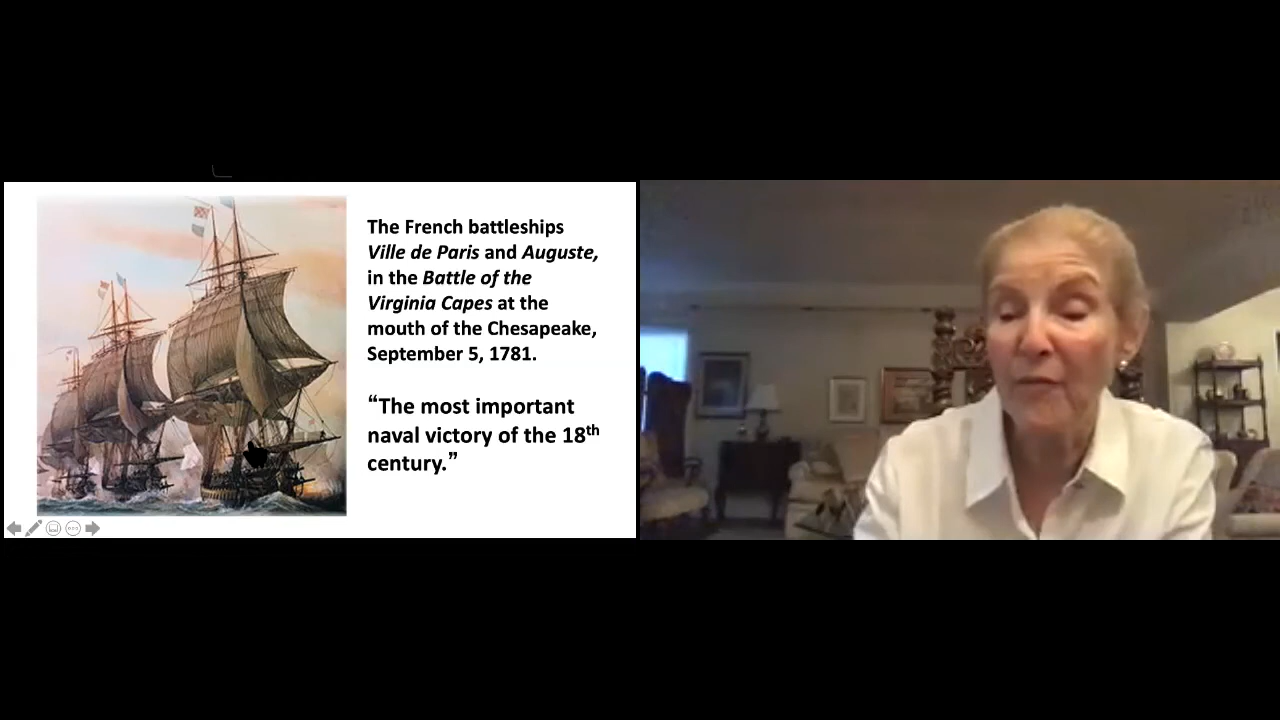 The French battleships
Ville de Paris and Auguste,
in the Battle of the
Virginia Capes at the
mouth of the Chesapeake,
September 5, 1781.
“The most important
naval victory of the 18th
century.”